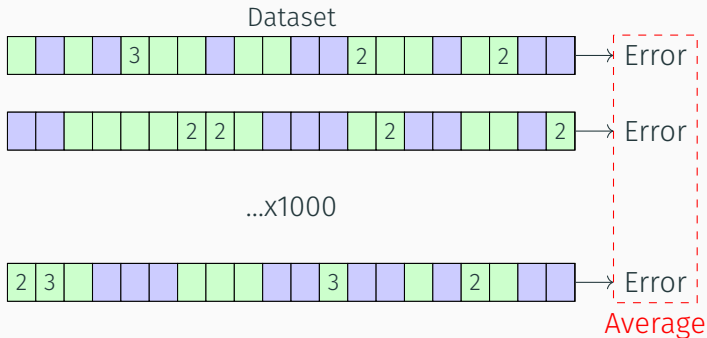 Dataset
3 2 2 Error
2 2 2 2 Error
...x1000
2 3 3 2 Error
Average